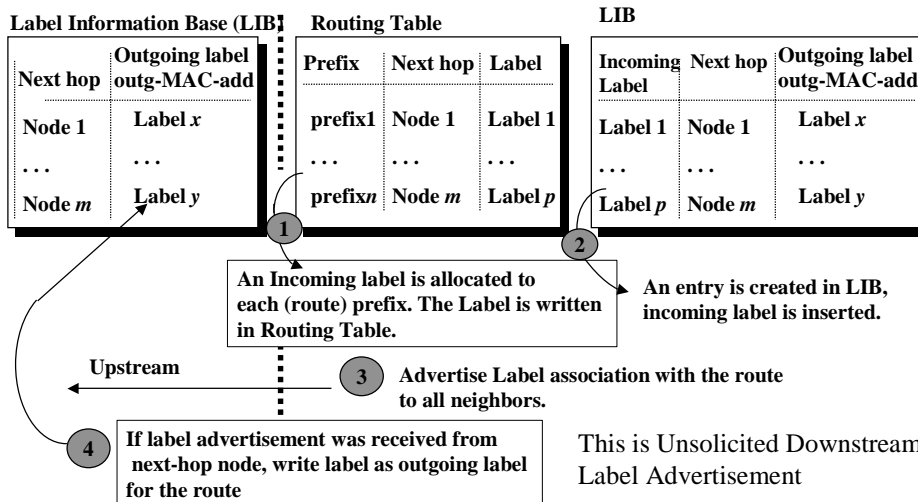 Label Information Base (LIB)
Next hop
Outgoing label
outg-MAC-add
Node 1
Label x
. . .
. . .
Node m
Label y
Routing Table
Prefix
Next hop
Label
prefix1
Node 1
Label 1
. . .
. . .
. . .
prefixn
Node m
Label p
LIB
Incoming
Label
Next hop
Outgoing label
outg-MAC-add
Label 1
Node 1
Label x
. . .
. . .
. . .
Label p
Node m
Label y
1
An Incoming label is allocated to
each (route) prefix. The Label is written
in Routing Table.
2
An entry is created in LIB,
incoming label is inserted.
Upstream
3
Advertise Label association with the route
to all neighbors.
4
If label advertisement was received from
next-hop node, write label as outgoing label
for the route
This is Unsolicited Downstream
Label Advertisement